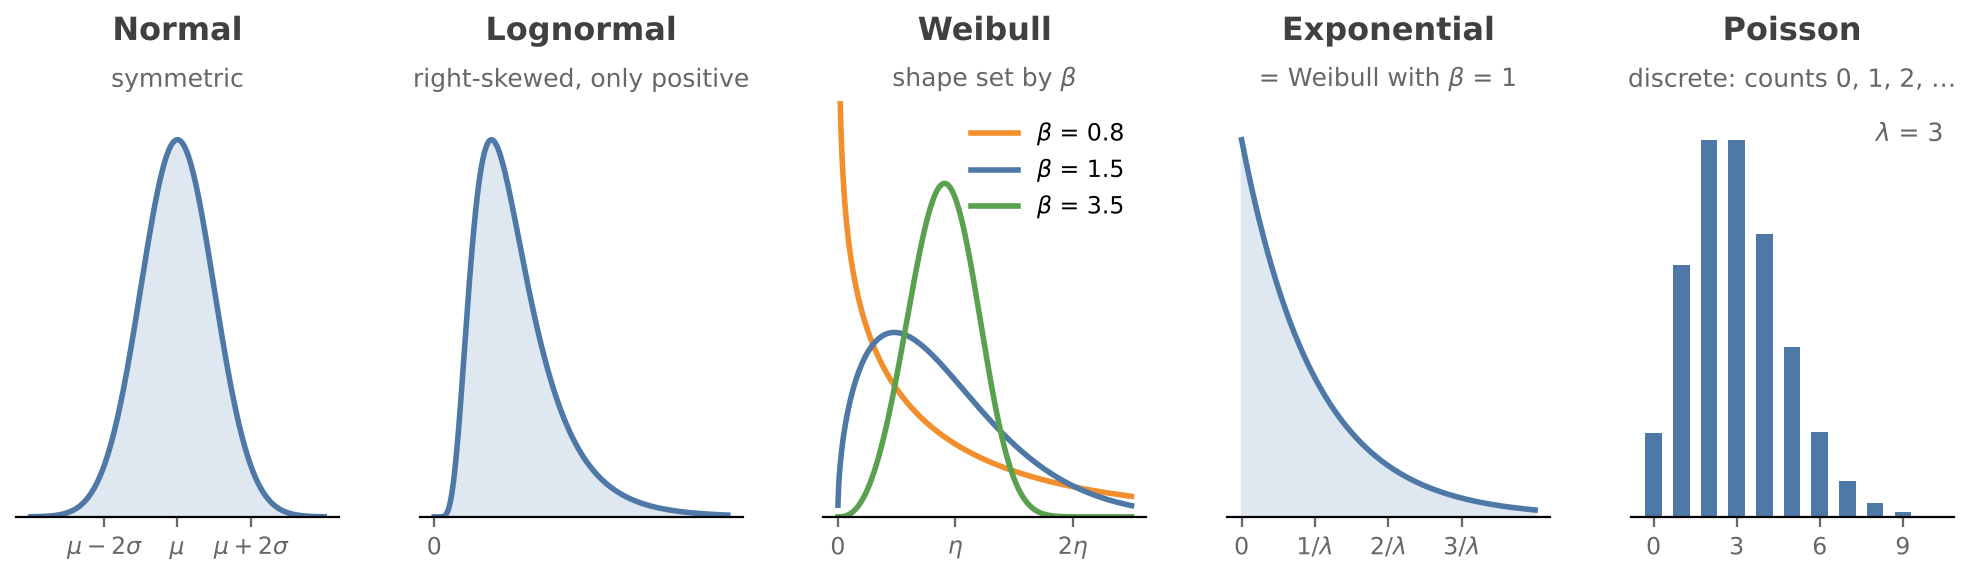 Normal
symmetric
μ − 2σ
μ
μ + 2σ
Lognormal
right-skewed, only positive
0
Weibull
shape set by β
β = 0.8
β = 1.5
β = 3.5
0
η
2η
Exponential
= Weibull with β = 1
0
1/λ
2/λ
3/λ
Poisson
discrete: counts 0, 1, 2, ...
λ = 3
0
3
6
9